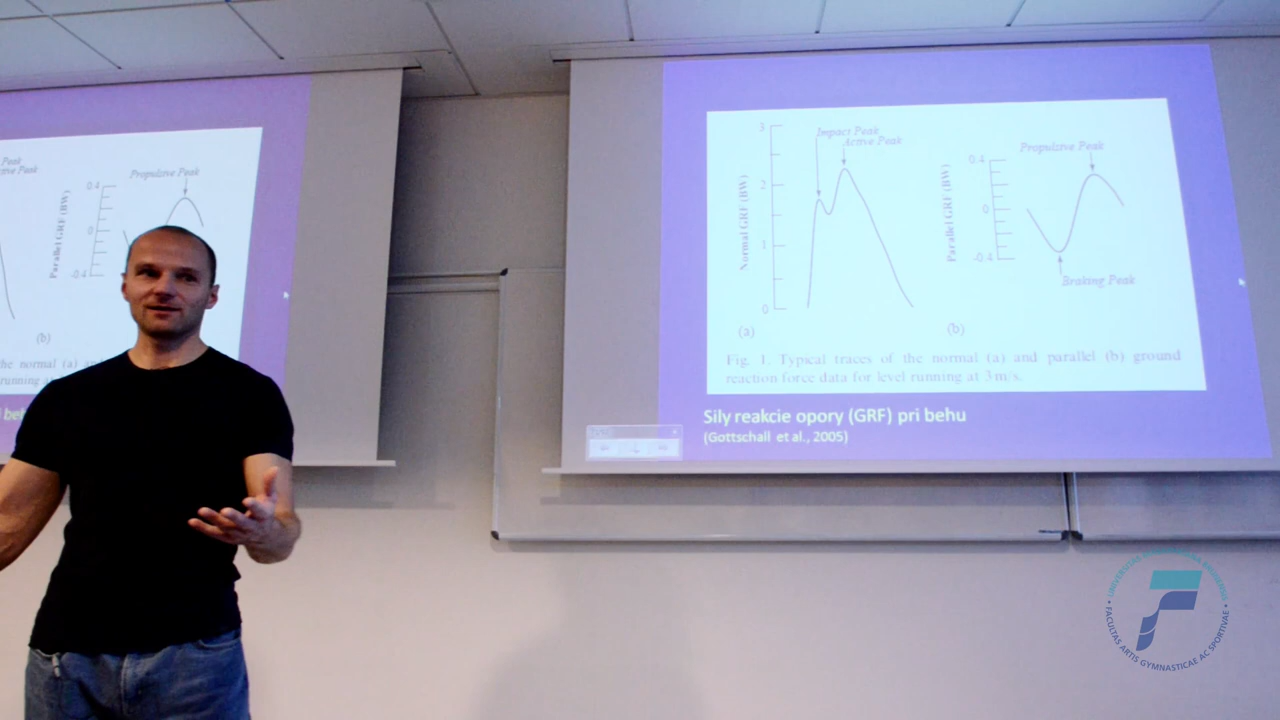 Peak
Active Peak
Propulsive Peak
Parallel GRF (BW)
0.4
0
-0.4
(b)
the normal (a) and
running
Impact Peak
Active Peak
Normal GRF (BW)
3
2
1
0
(a)
Propulsive Peak
Parallel GRF (BW)
0.4
0
-0.4
Braking Peak
(b)
Fig. 1. Typical traces of the normal (a) and parallel (b) ground
reaction force data for level running at 3 m/s.
Sily reakcie opory (GRF) pri behu
(Gottschall et al., 2005)
FACULTAS ARTIS GYMNASTICAE AC SPORTIVAE